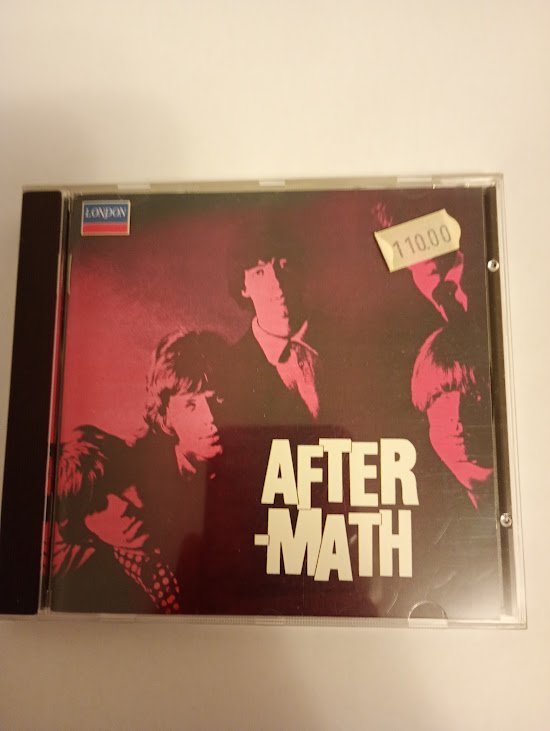 LONDON
110.00
AFTER
-MATH